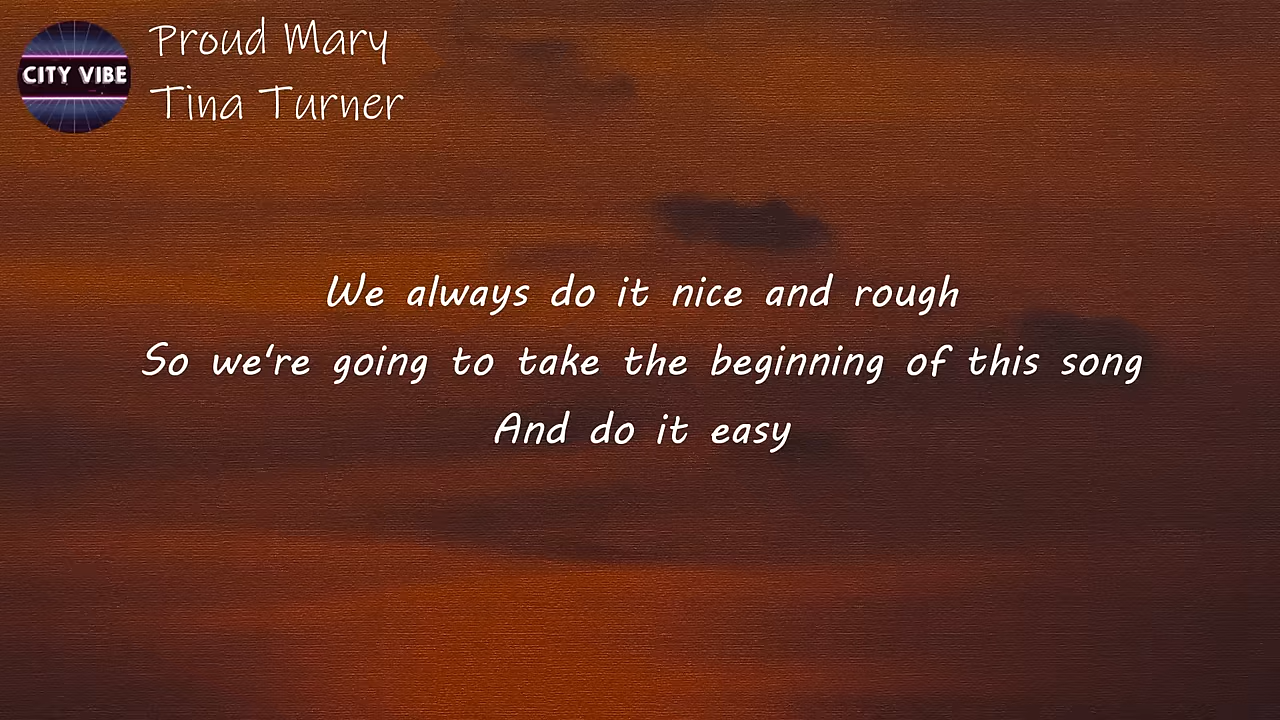 CITY VIBE
Proud Mary
Tina Turner
We always do it nice and rough
So we're going to take the beginning of this song
And do it easy